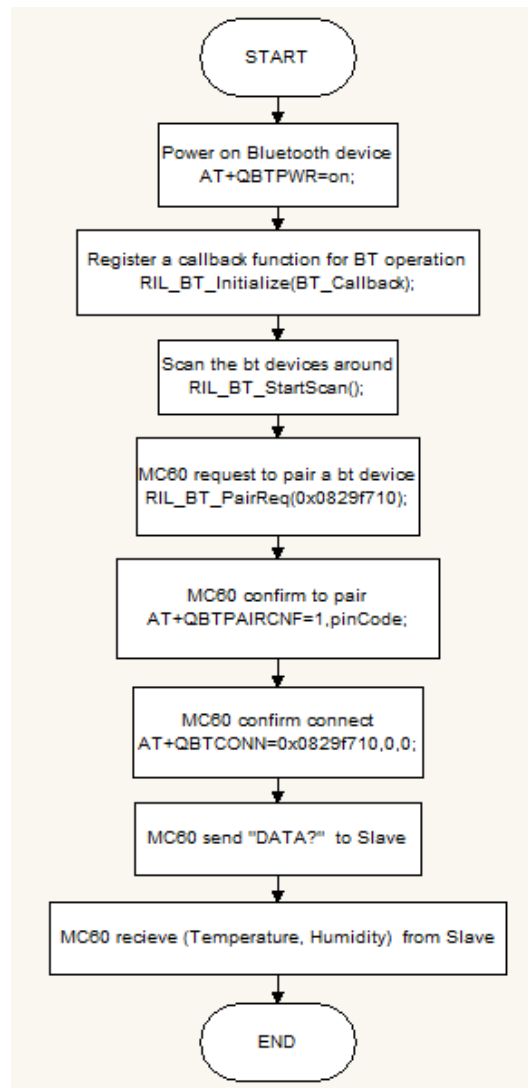 START
Power on Bluetooth device
AT+QBTPWR=on;
Register a callback function for BT operation
RIL_BT_Initialize(BT_Callback);
Scan the bt devices around
RIL_BT_StartScan();
MC60 request to pair a bt device
RIL_BT_PairReq(0x0829f710);
MC60 confirm to pair
AT+QBTPAIRCNF=1,pinCode;
MC60 confirm connect
AT+QBTCONN=0x0829f710,0,0;
MC60 send "DATA?" to Slave
MC60 recieve (Temperature, Humidity) from Slave
END